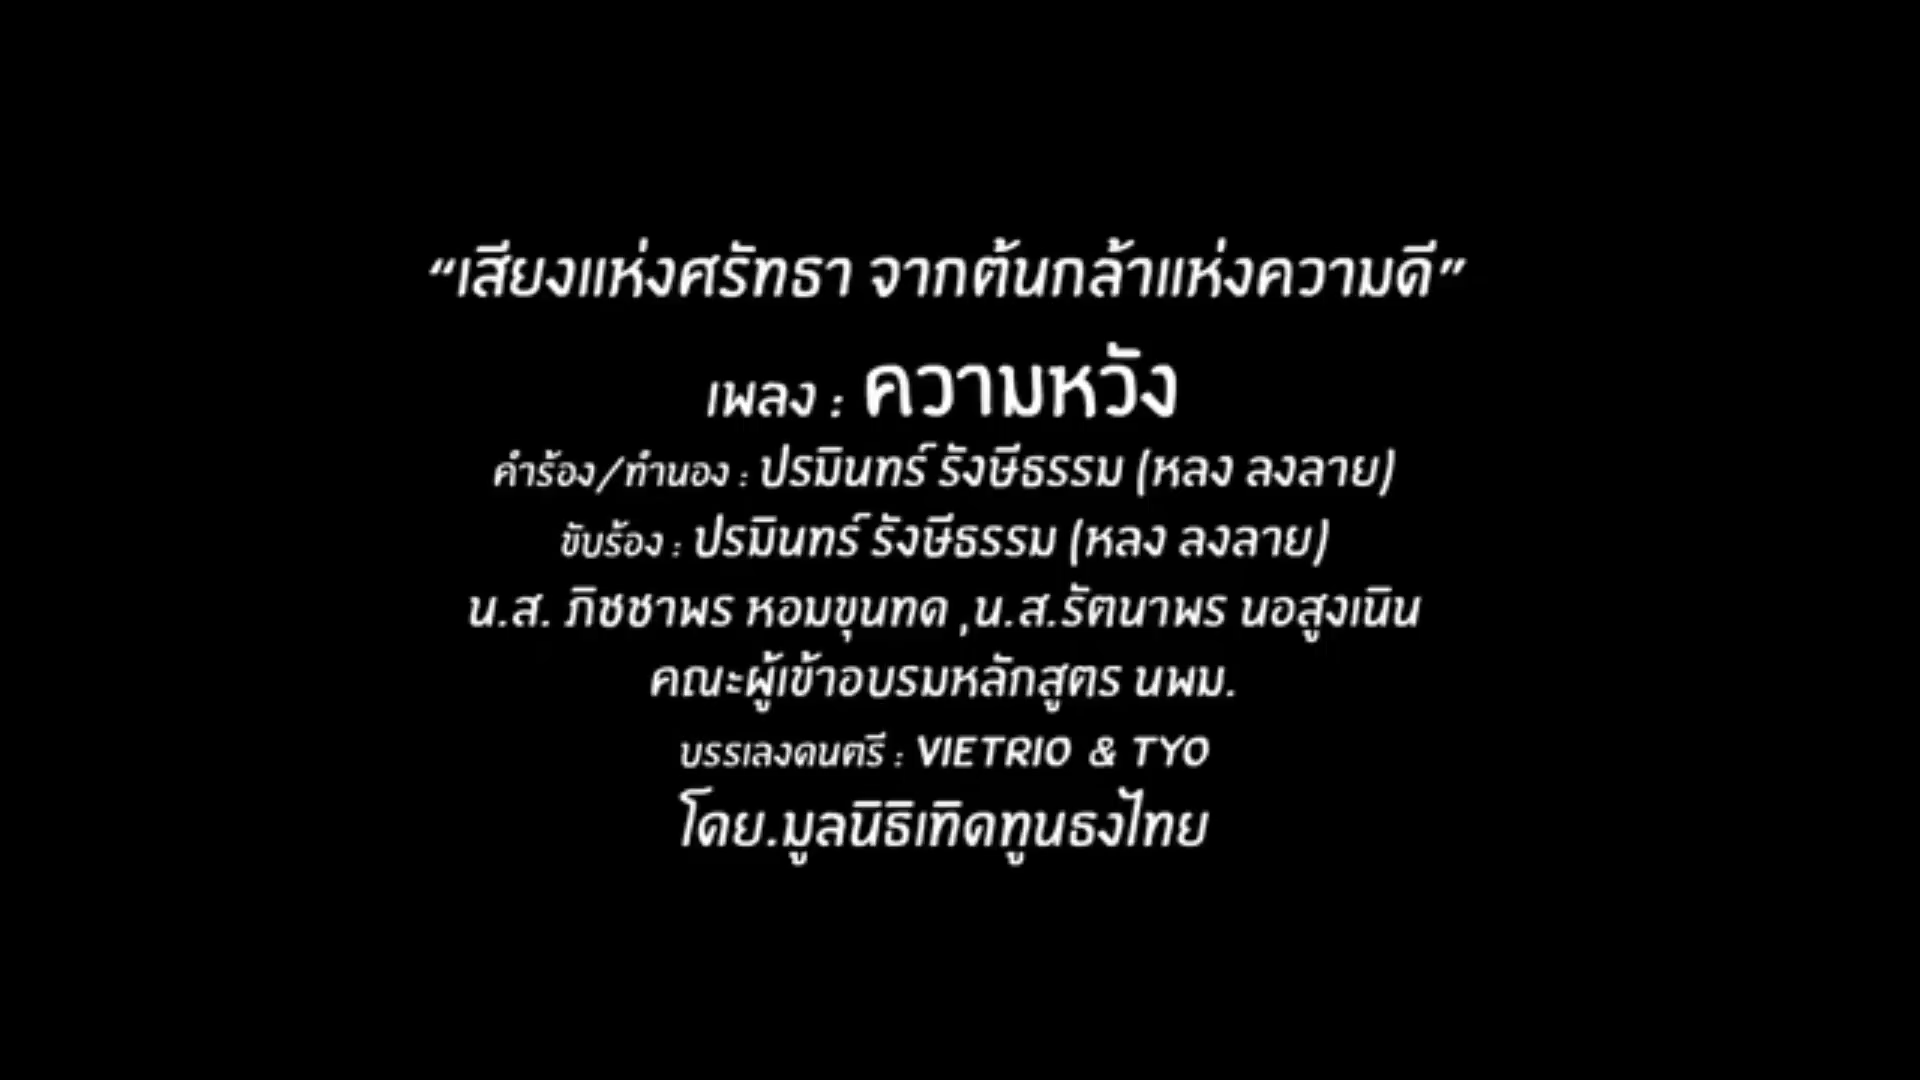 “เสียงแห่งศรัทธา จากต้นกล้าแห่งความดี”
เพลง : ความหวัง
คำร้อง/ทำนอง : ปรมินทร์ รังษีธรรม (หลง ลงลาย)
ขับร้อง : ปรมินทร์ รังษีธรรม (หลง ลงลาย)
น.ส. ภิชชาพร หอมขุนทด ,น.ส.รัตนาพร นอสูงเนิน
คณะผู้เข้าอบรมหลักสูตร นพม.
บรรเลงดนตรี : VIETRIO & TYO
โดย.มูลนิธิเทิดทูนธงไทย